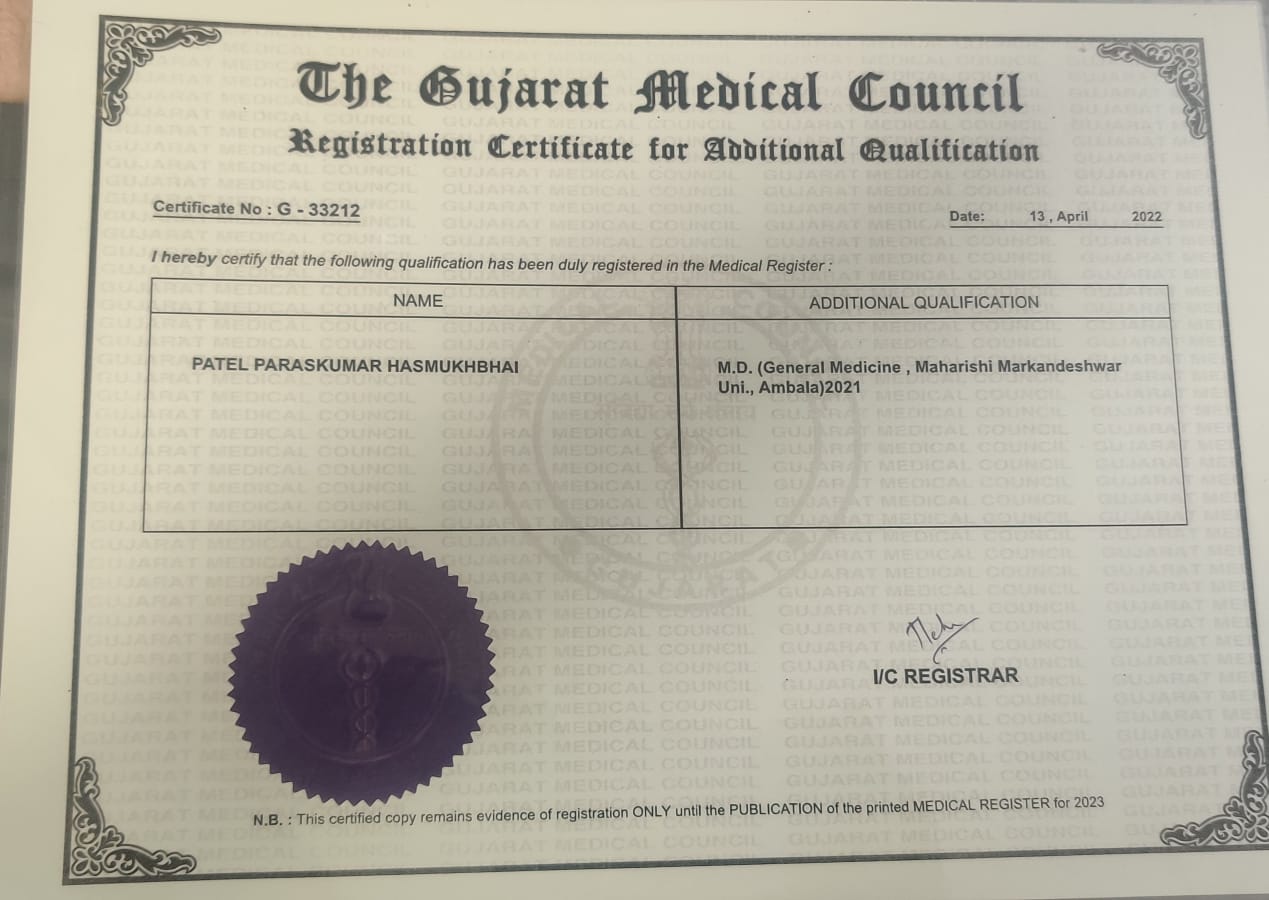 The Gujarat Medical Council
Registration Certificate for Additional Qualification
Certificate No : G - 33212
Date: 13 , April 2022
I hereby certify that the following qualification has been duly registered in the Medical Register :
NAME
ADDITIONAL QUALIFICATION
PATEL PARASKUMAR HASMUKHBHAI
M.D. (General Medicine , Maharishi Markandeshwar
Uni., Ambala)2021
I/C REGISTRAR
N.B. : This certified copy remains evidence of registration ONLY until the PUBLICATION of the printed MEDICAL REGISTER for 2023